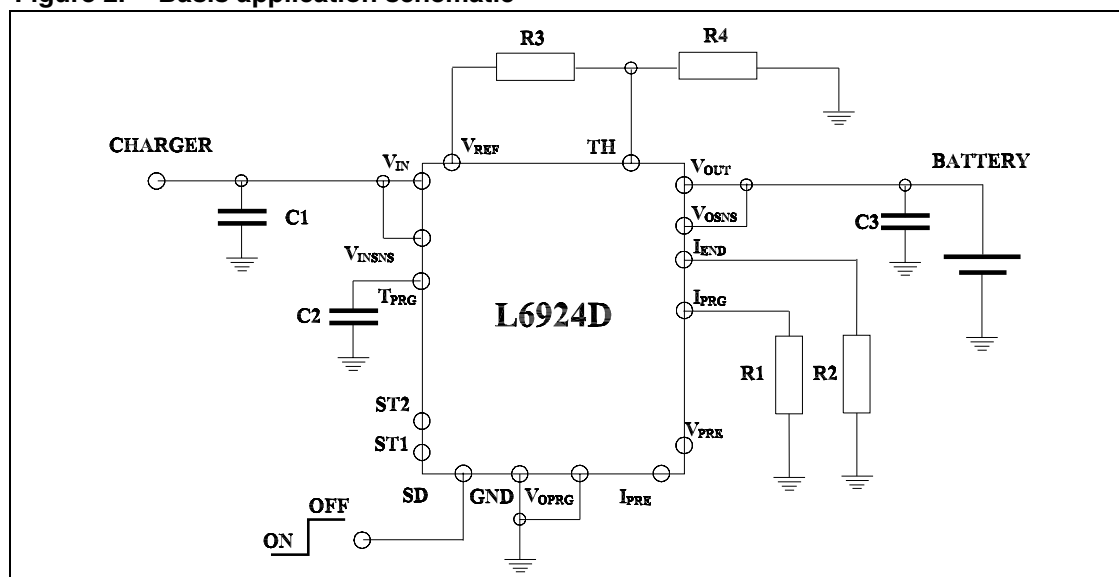 Figure 2. Basis application schematic
R3
R4
CHARGER
VIN
VREF
TH
VOUT
BATTERY
C1
VOSNS
C3
VINSNS
IEND
TPRG
IPRG
C2
L6924D
R1
R2
ST2
ST1
VPRE
SD
GND
VOPRG
IPRE
OFF
ON